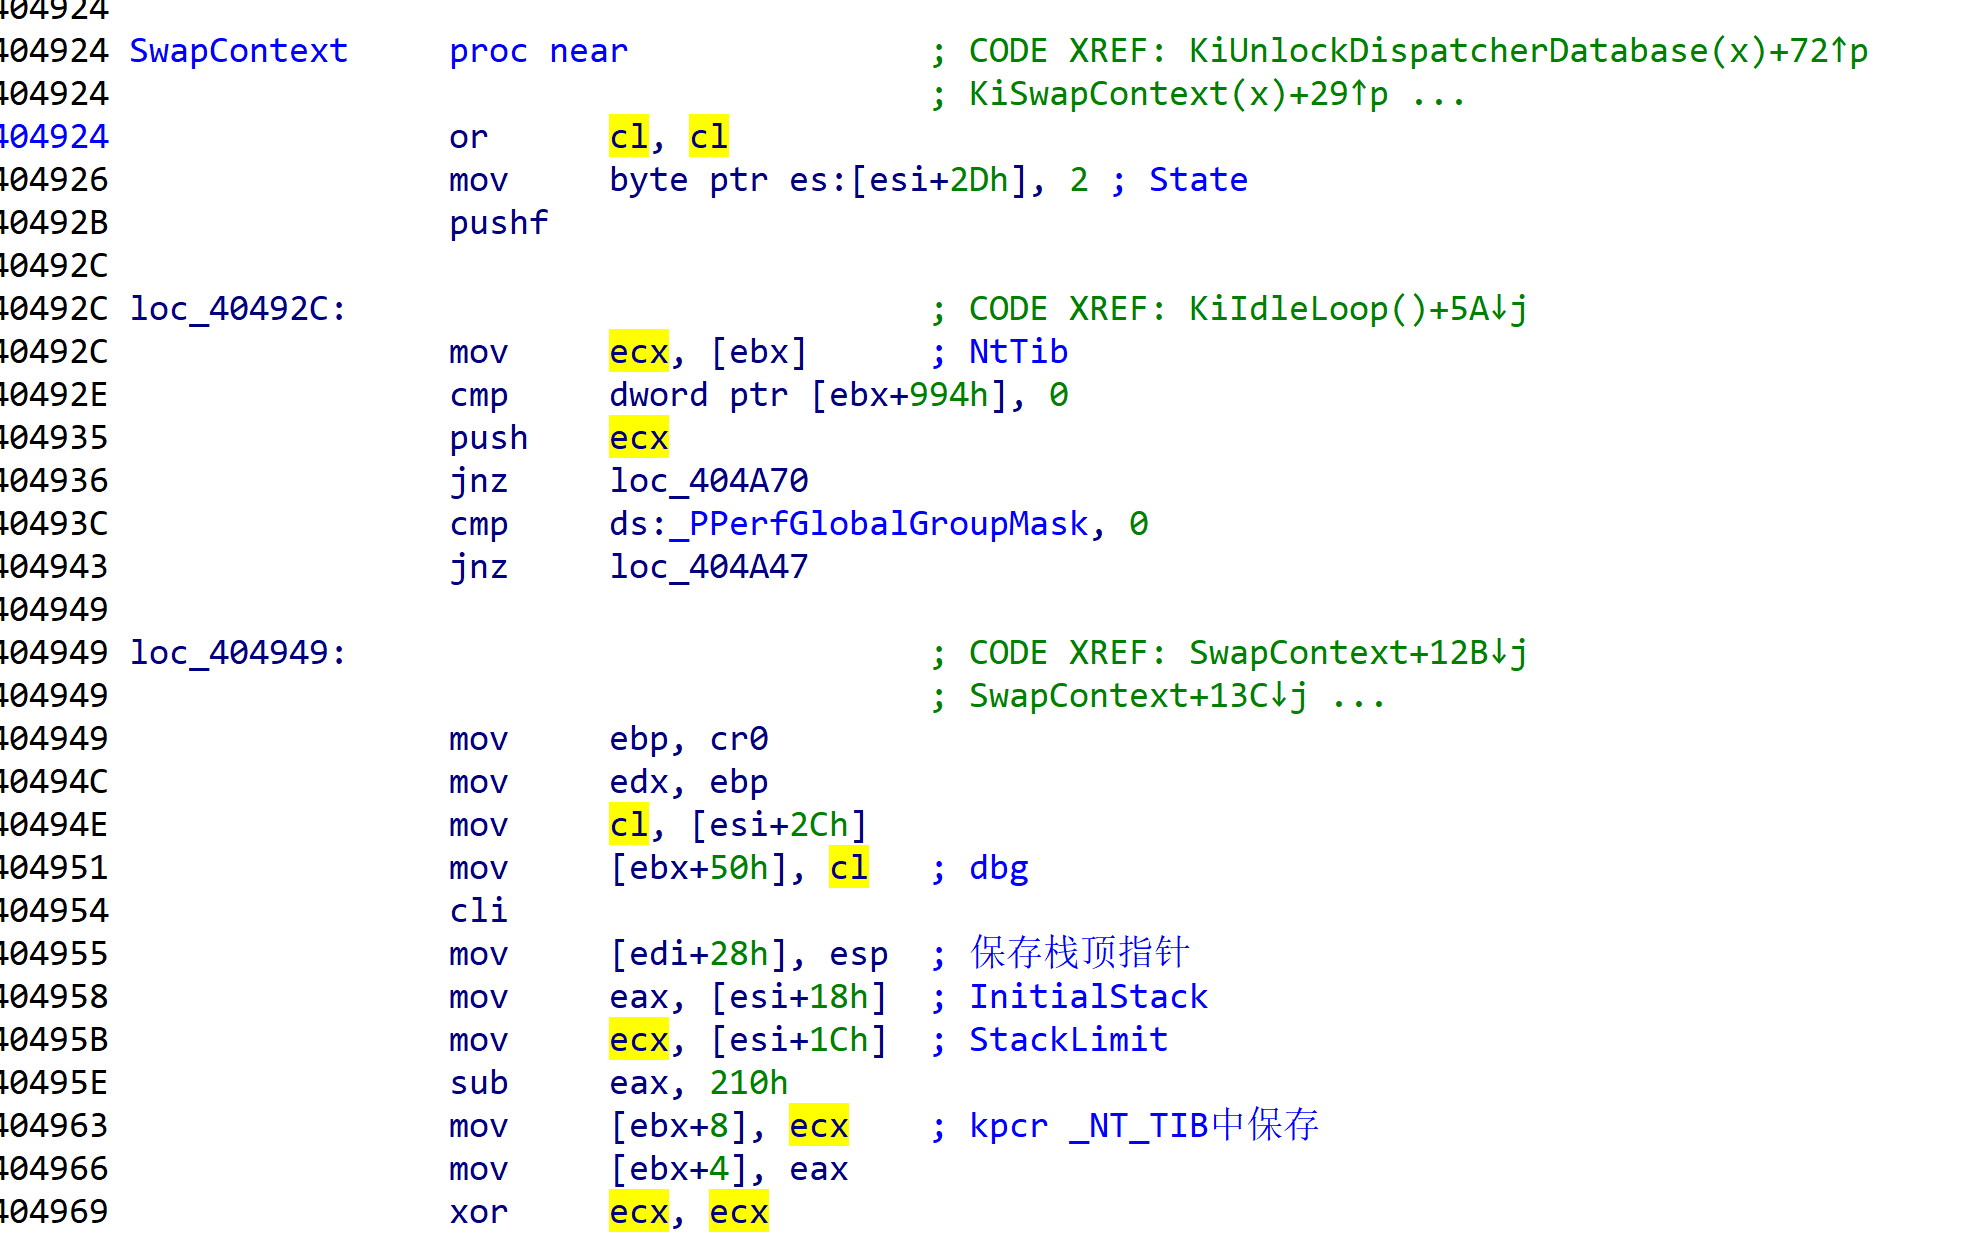 404924
404924 SwapContext proc near ; CODE XREF: KiUnlockDispatcherDatabase(x)+72↑p
404924 ; KiSwapContext(x)+29↑p ...
404924 or cl, cl
404926 mov byte ptr es:[esi+2Dh], 2 ; State
40492B pushf
40492C
40492C loc_40492C: ; CODE XREF: KiIdleLoop()+5A↓j
40492C mov ecx, [ebx] ; NtTib
40492E cmp dword ptr [ebx+994h], 0
404935 push ecx
404936 jnz loc_404A70
40493C cmp ds:_PPerfGlobalGroupMask, 0
404943 jnz loc_404A47
404949
404949 loc_404949: ; CODE XREF: SwapContext+12B↓j
404949 ; SwapContext+13C↓j ...
404949 mov ebp, cr0
40494C mov edx, ebp
40494E mov cl, [esi+2Ch]
404951 mov [ebx+50h], cl ; dbg
404954 cli
404955 mov [edi+28h], esp ; 保存栈顶指针
404958 mov eax, [esi+18h] ; InitialStack
40495B mov ecx, [esi+1Ch] ; StackLimit
40495E sub eax, 210h
404963 mov [ebx+8], ecx ; kpcr _NT_TIB中保存
404966 mov [ebx+4], eax
404969 xor ecx, ecx